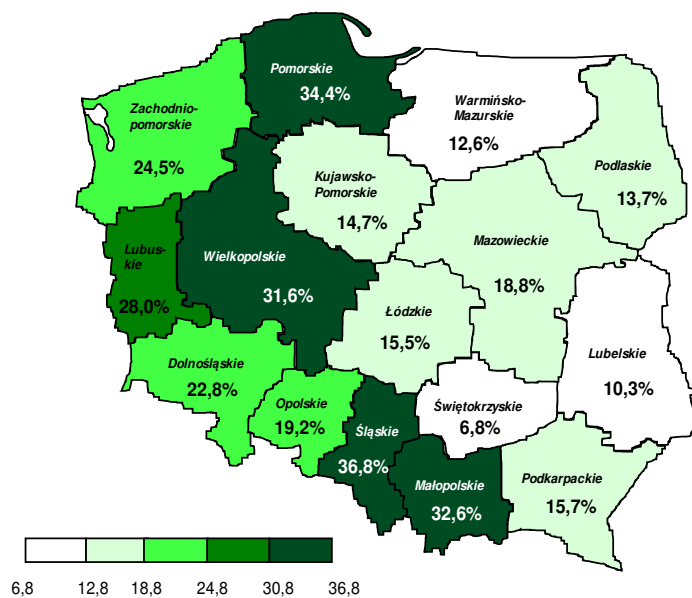 Pomorskie
34,4%
Zachodnio-
pomorskie
24,5%
Warmińsko-
Mazurskie
12,6%
Podlaskie
13,7%
Kujawsko-
Pomorskie
14,7%
Lubus-
kie
28,0%
Wielkopolskie
31,6%
Mazowieckie
18,8%
Łódzkie
15,5%
Lubelskie
10,3%
Dolnośląskie
22,8%
Opolskie
19,2%
Śląskie
36,8%
Świętokrzyskie
6,8%
Małopolskie
32,6%
Podkarpackie
15,7%
6,8 12,8 18,8 24,8 30,8 36,8